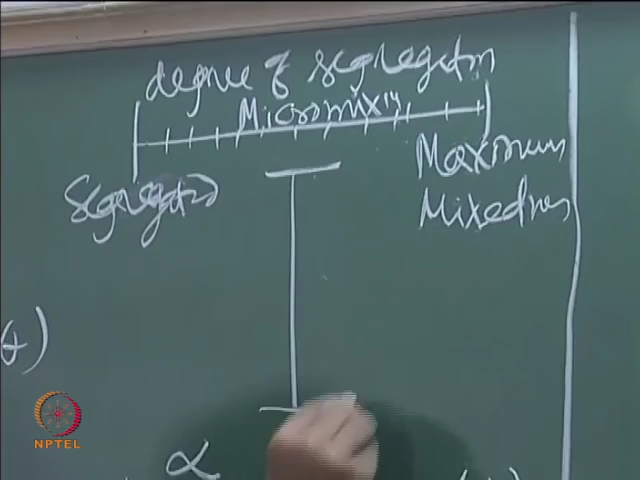 degree of segregation
Micromixing
Segregated
Maximum
Mixedness
t)
α
NPTEL